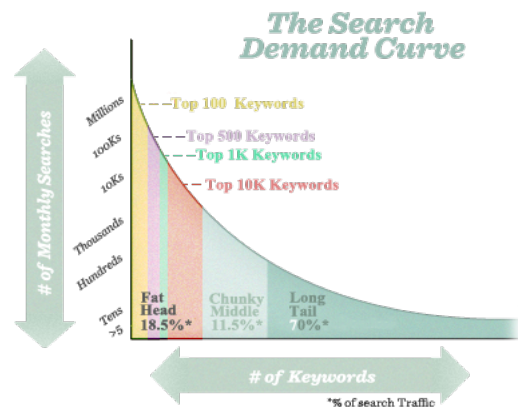 The Search
Demand Curve
# of Monthly Searches
Millions
100Ks
10Ks
Thousands
Hundreds
Tens
>5
Top 100 Keywords
Top 500 Keywords
Top 1K Keywords
Top 10K Keywords
Fat
Head
18.5%*
Chunky
Middle
11.5%*
Long
Tail
70%*
# of Keywords
*% of search Traffic